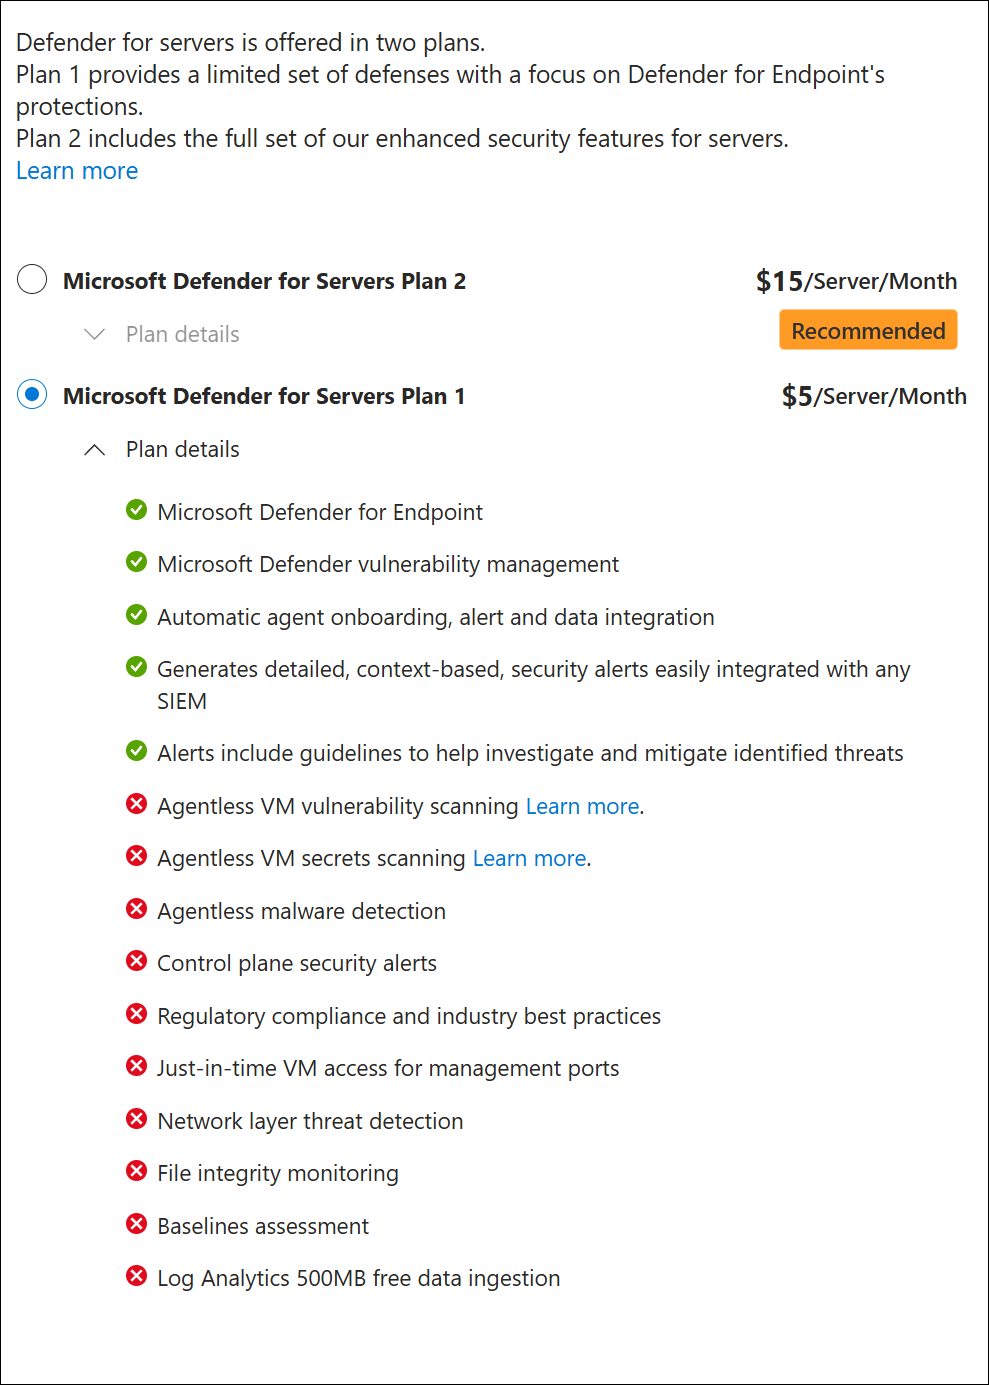 Defender for servers is offered in two plans.
Plan 1 provides a limited set of defenses with a focus on Defender for Endpoint's
protections.
Plan 2 includes the full set of our enhanced security features for servers.
Learn more
Microsoft Defender for Servers Plan 2
$15/Server/Month
Plan details
Recommended
Microsoft Defender for Servers Plan 1
$5/Server/Month
Plan details
Microsoft Defender for Endpoint
Microsoft Defender vulnerability management
Automatic agent onboarding, alert and data integration
Generates detailed, context-based, security alerts easily integrated with any
SIEM
Alerts include guidelines to help investigate and mitigate identified threats
Agentless VM vulnerability scanning Learn more.
Agentless VM secrets scanning Learn more.
Agentless malware detection
Control plane security alerts
Regulatory compliance and industry best practices
Just-in-time VM access for management ports
Network layer threat detection
File integrity monitoring
Baselines assessment
Log Analytics 500MB free data ingestion